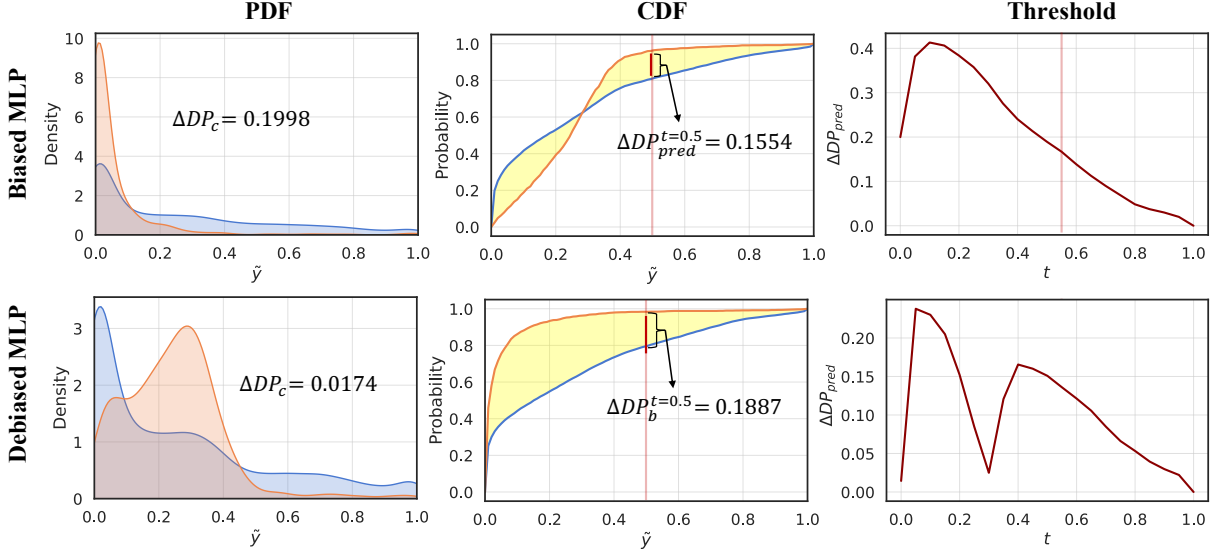 PDF
CDF
Threshold
Biased MLP
Density
10
8
6
4
2
0
0.0 0.2 0.4 0.6 0.8 1.0
ỹ
ΔDP_c = 0.1998
Probability
1.0
0.8
0.6
0.4
0.2
0.0
0.0 0.2 0.4 0.6 0.8 1.0
ỹ
ΔDP_pred^t=0.5 = 0.1554
ΔDP_pred
0.4
0.3
0.2
0.1
0.0
0.0 0.2 0.4 0.6 0.8 1.0
t
Debiased MLP
Density
3
2
1
0
0.0 0.2 0.4 0.6 0.8 1.0
ỹ
ΔDP_c = 0.0174
Probability
1.0
0.8
0.6
0.4
0.2
0.0
0.0 0.2 0.4 0.6 0.8 1.0
ỹ
ΔDP_b^t=0.5 = 0.1887
ΔDP_pred
0.20
0.15
0.10
0.05
0.00
0.0 0.2 0.4 0.6 0.8 1.0
t